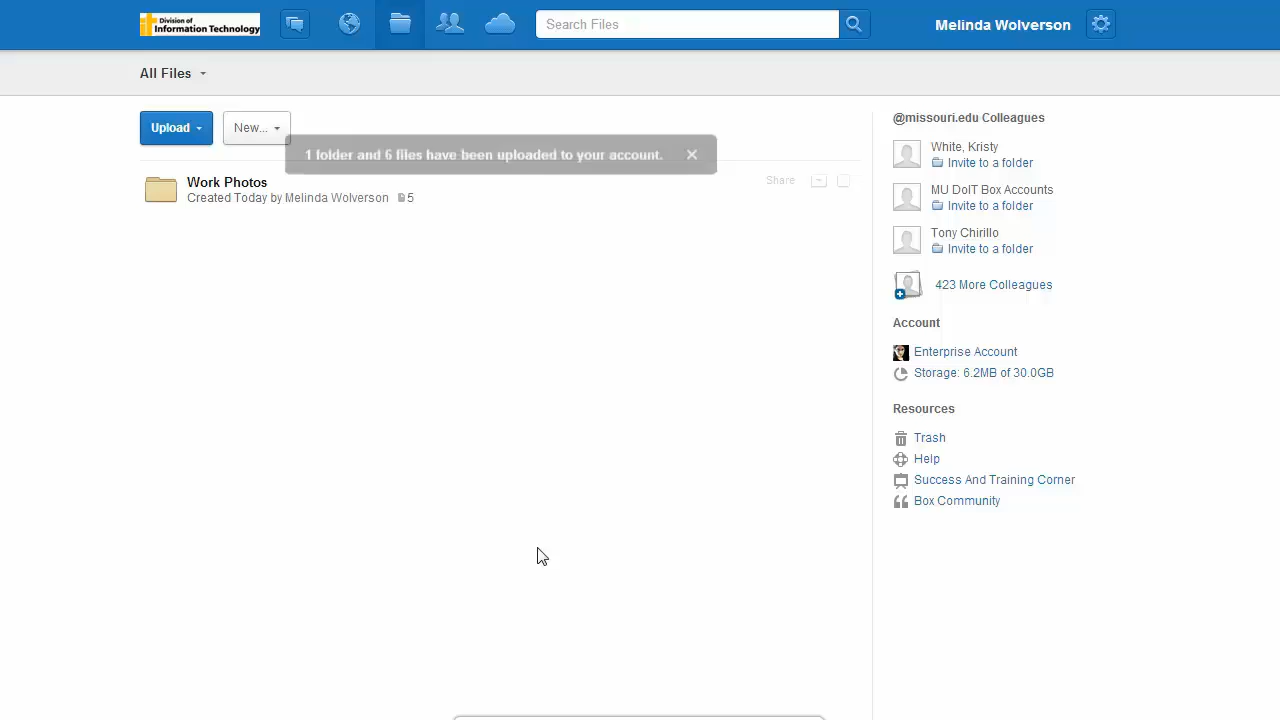 Division of
it Information Technology
Search Files
Melinda Wolverson
All Files
Upload
New...
1 folder and 6 files have been uploaded to your account.
Work Photos
Created Today by Melinda Wolverson 5
Share
@missouri.edu Colleagues
White, Kristy
Invite to a folder
MU DoIT Box Accounts
Invite to a folder
Tony Chirillo
Invite to a folder
423 More Colleagues
Account
Enterprise Account
Storage: 6.2MB of 30.0GB
Resources
Trash
Help
Success And Training Corner
Box Community